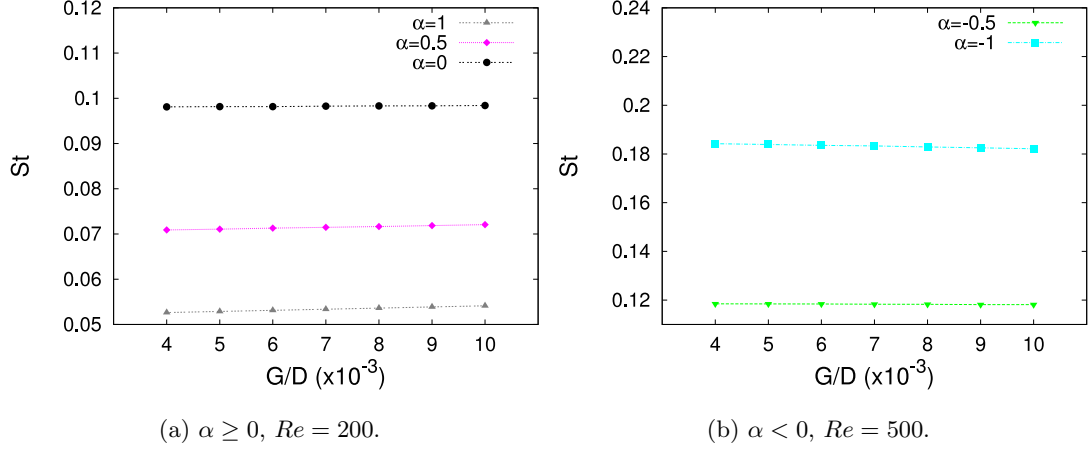 0.12
0.11
0.1
0.09
0.08
0.07
0.06
0.05
St
α=1
α=0.5
α=0
4 5 6 7 8 9 10
G/D (x10⁻³)
(a) α ≥ 0, Re = 200.
0.24
0.22
0.2
0.18
0.16
0.14
0.12
St
α=-0.5
α=-1
4 5 6 7 8 9 10
G/D (x10⁻³)
(b) α < 0, Re = 500.